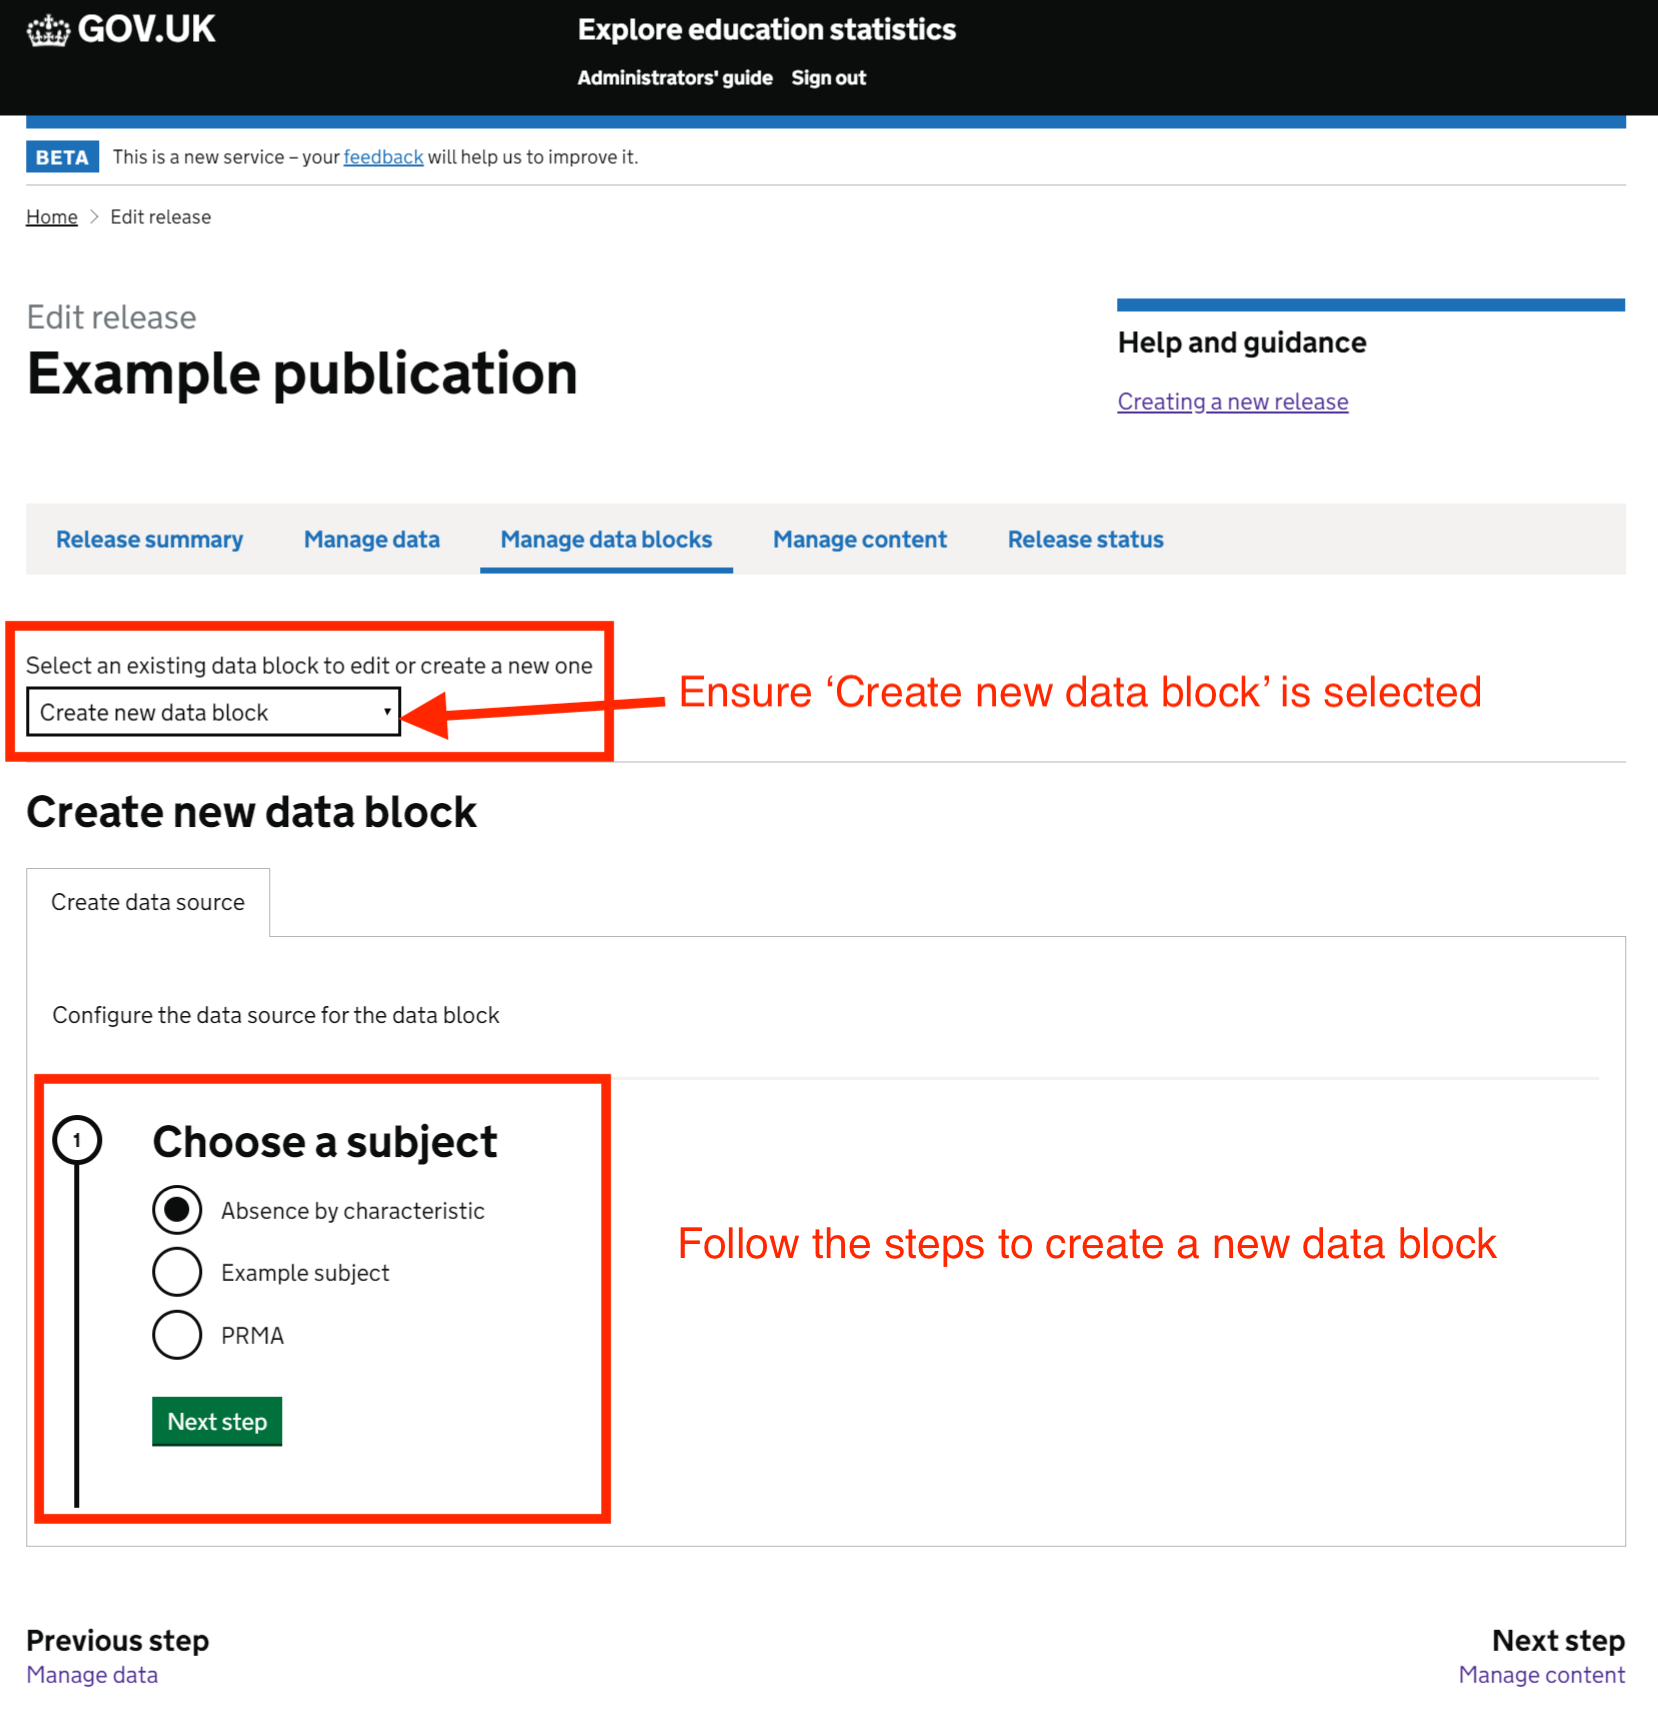 GOV.UK
Explore education statistics
Administrators' guide Sign out
BETA This is a new service – your feedback will help us to improve it.
Home > Edit release
Edit release
Example publication
Help and guidance
Creating a new release
Release summary Manage data Manage data blocks Manage content Release status
Select an existing data block to edit or create a new one
Create new data block
Ensure ‘Create new data block’ is selected
Create new data block
Create data source
Configure the data source for the data block
1 Choose a subject
Absence by characteristic
Example subject
PRMA
Follow the steps to create a new data block
Next step
Previous step
Manage data
Next step
Manage content